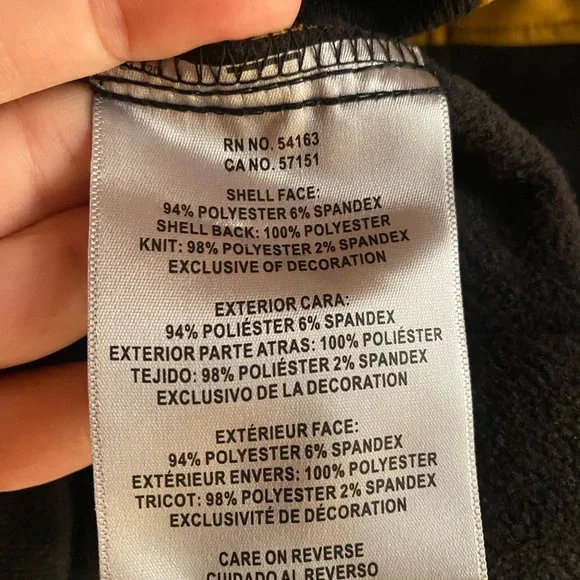 RN NO. 54163
CA NO. 57151
SHELL FACE:
94% POLYESTER 6% SPANDEX
SHELL BACK: 100% POLYESTER
KNIT: 98% POLYESTER 2% SPANDEX
EXCLUSIVE OF DECORATION
EXTERIOR CARA:
94% POLIÉSTER 6% SPANDEX
EXTERIOR PARTE ATRAS: 100% POLIÉSTER
TEJIDO: 98% POLIÉSTER 2% SPANDEX
EXCLUSIVO DE LA DECORATION
EXTÉRIEUR FACE:
94% POLYESTER 6% SPANDEX
EXTÉRIEUR ENVERS: 100% POLYESTER
TRICOT: 98% POLYESTER 2% SPANDEX
EXCLUSIVITÉ DE DÉCORATION
CARE ON REVERSE
CUIDADO AL REVERSO